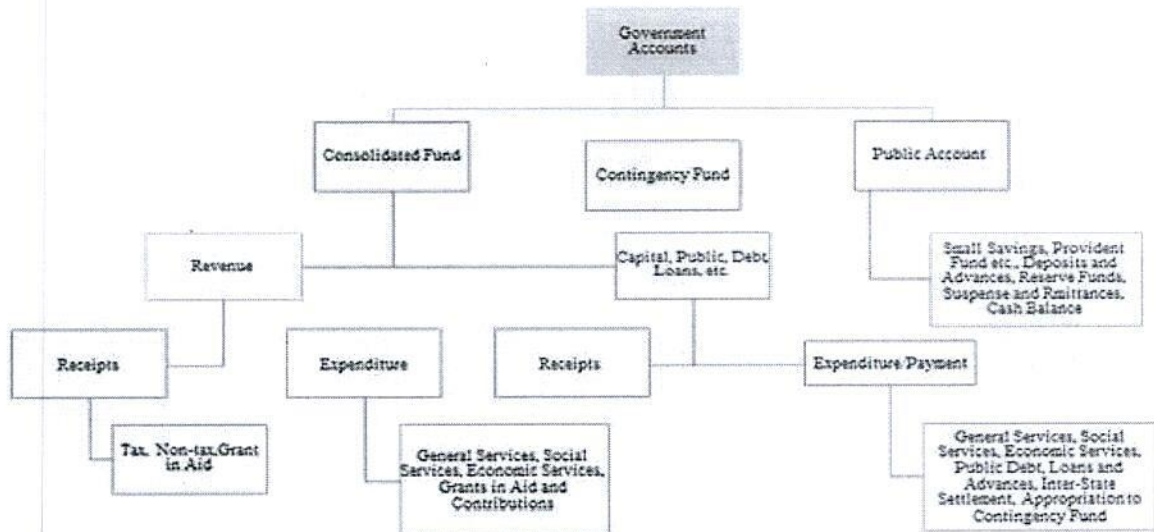 Government
Accounts
Consolidated Fund
Contingency Fund
Public Account
Revenue
Capital, Public, Debt,
Loans, etc.
Small Savings, Provident
Fund etc., Deposits and
Advances, Reserve Funds,
Suspense and Rmittances,
Cash Balance
Receipts
Expenditure
Receipts
Expenditure/Payment
Tax, Non-tax,Grant
in Aid
General Services, Social
Services, Economic Services,
Grants in Aid and
Contributions
General Services, Social
Services, Economic Services,
Public Debt, Loans and
Advances, Inter-State
Settlement, Appropriation to
Contingency Fund